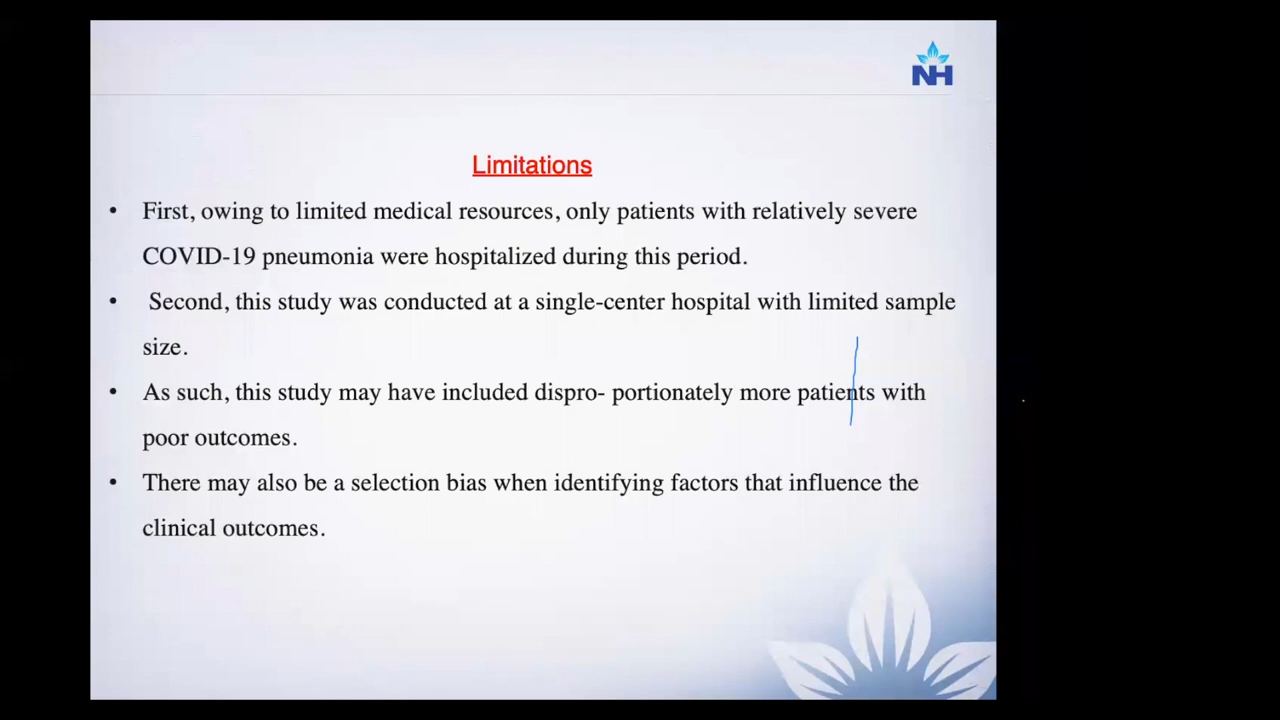 NH
Limitations
• First, owing to limited medical resources, only patients with relatively severe
COVID-19 pneumonia were hospitalized during this period.
• Second, this study was conducted at a single-center hospital with limited sample
size.
• As such, this study may have included dispro- portionately more patients with
poor outcomes.
• There may also be a selection bias when identifying factors that influence the
clinical outcomes.